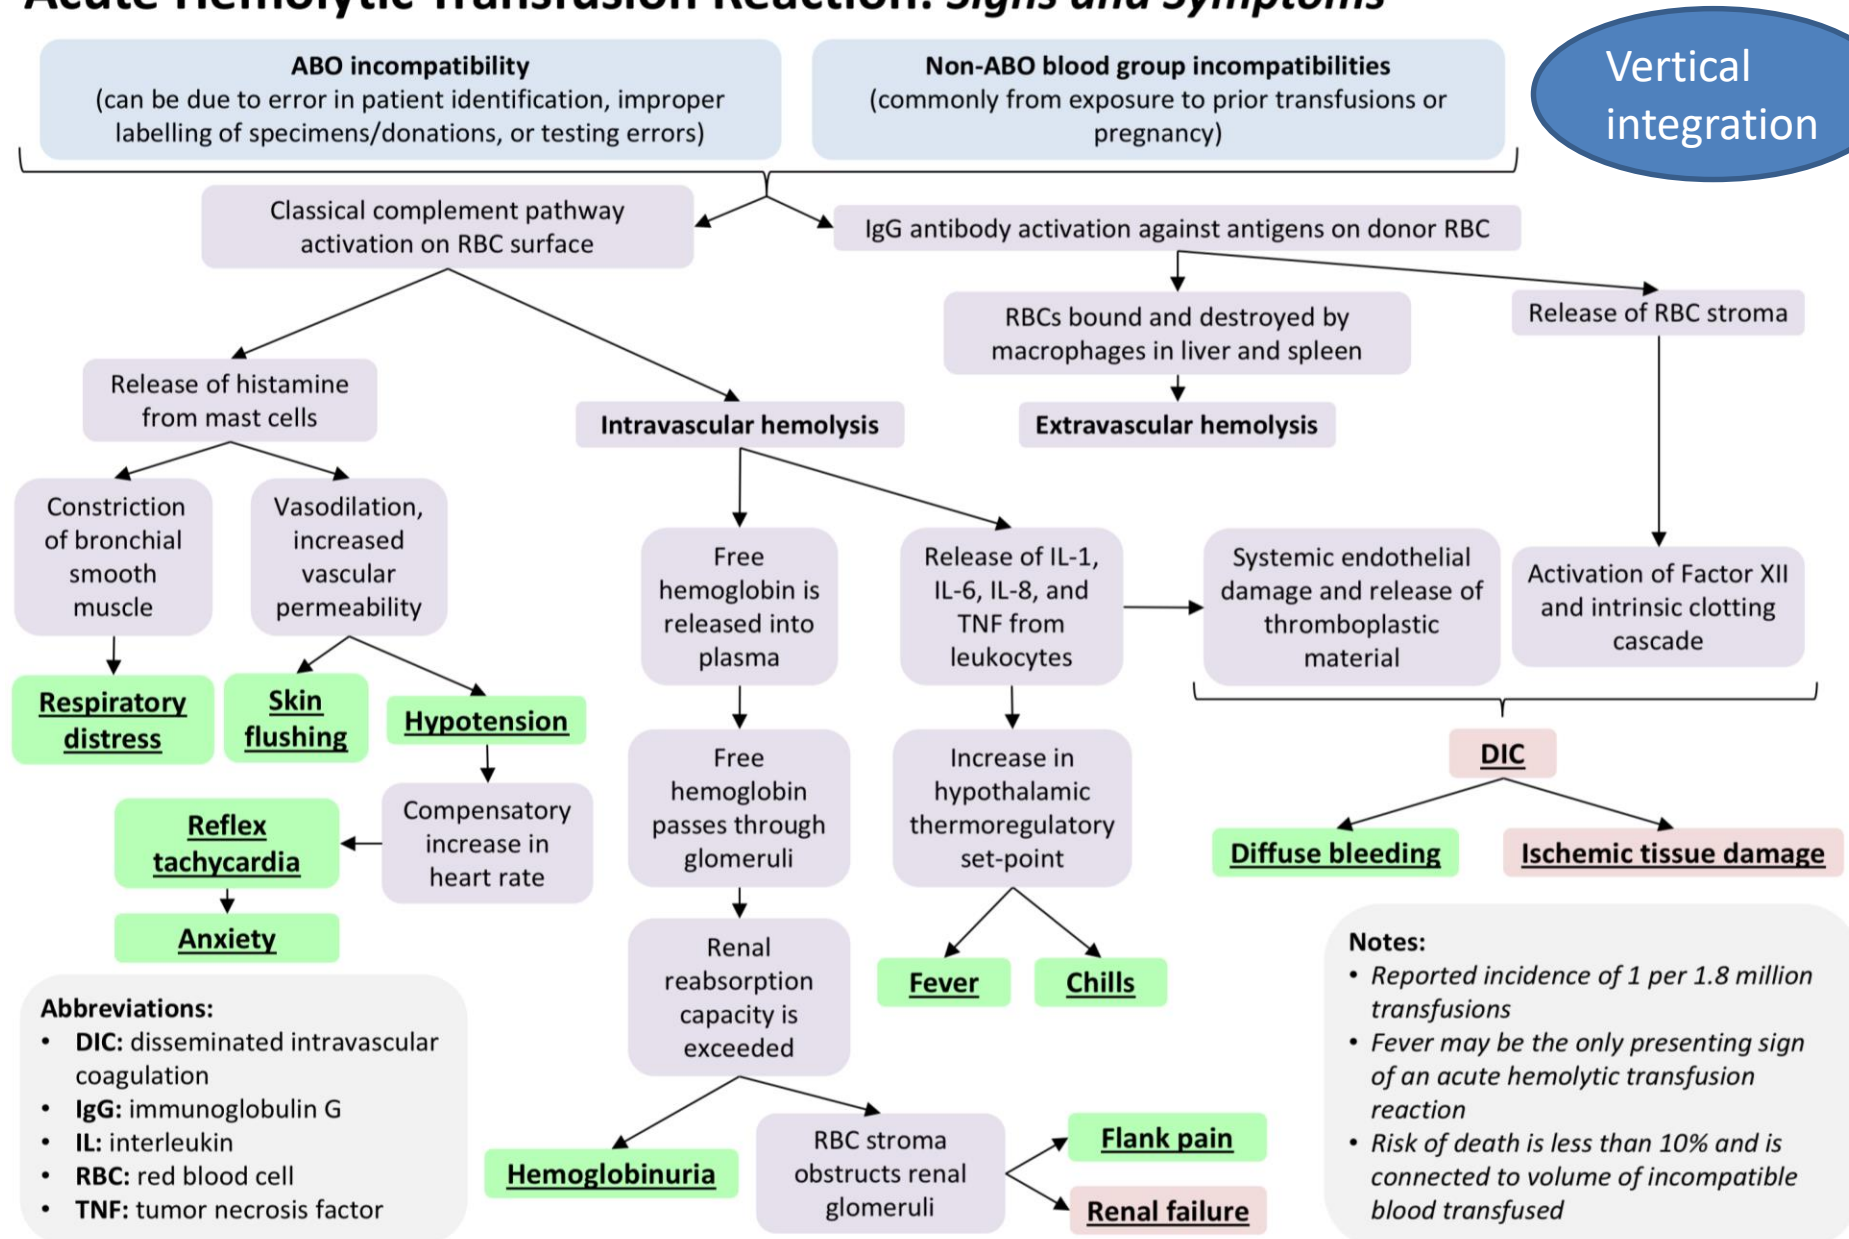 Acute Hemolytic Transfusion Reaction: Signs and Symptoms
ABO incompatibility
(can be due to error in patient identification, improper
labelling of specimens/donations, or testing errors)
Non-ABO blood group incompatibilities
(commonly from exposure to prior transfusions or
pregnancy)
Vertical
integration
Classical complement pathway
activation on RBC surface
IgG antibody activation against antigens on donor RBC
RBCs bound and destroyed by
macrophages in liver and spleen
Release of RBC stroma
Release of histamine
from mast cells
Intravascular hemolysis
Extravascular hemolysis
Constriction
of bronchial
smooth
muscle
Vasodilation,
increased
vascular
permeability
Free
hemoglobin is
released into
plasma
Release of IL-1,
IL-6, IL-8, and
TNF from
leukocytes
Systemic endothelial
damage and release of
thromboplastic
material
Activation of Factor XII
and intrinsic clotting
cascade
Respiratory
distress
Skin
flushing
Hypotension
Free
hemoglobin
passes through
glomeruli
Increase in
hypothalamic
thermoregulatory
set-point
DIC
Reflex
tachycardia
Compensatory
increase in
heart rate
Diffuse bleeding
Ischemic tissue damage
Anxiety
Renal
reabsorption
capacity is
exceeded
Fever
Chills
Abbreviations:
• DIC: disseminated intravascular
coagulation
• IgG: immunoglobulin G
• IL: interleukin
• RBC: red blood cell
• TNF: tumor necrosis factor
Hemoglobinuria
RBC stroma
obstructs renal
glomeruli
Flank pain
Renal failure
Notes:
• Reported incidence of 1 per 1.8 million
transfusions
• Fever may be the only presenting sign
of an acute hemolytic transfusion
reaction
• Risk of death is less than 10% and is
connected to volume of incompatible
blood transfused